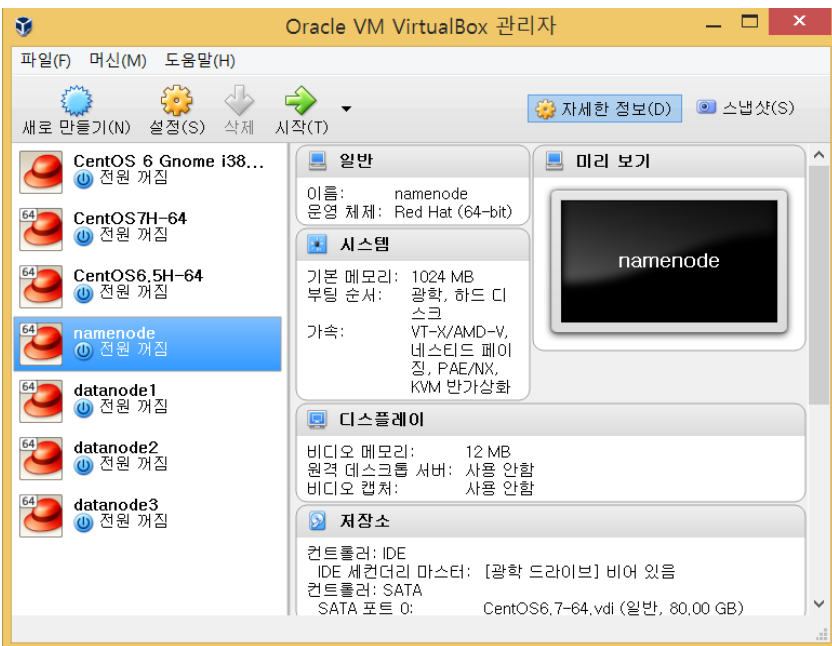 Oracle VM VirtualBox 관리자
파일(F) 머신(M) 도움말(H)
새로 만들기(N) 설정(S) 삭제 시작(T) 자세한 정보(D) 스냅샷(S)
CentOS 6 Gnome i38...
전원 꺼짐
64
CentOS7H-64
전원 꺼짐
64
CentOS6,5H-64
전원 꺼짐
64
namenode
전원 꺼짐
64
datanode1
전원 꺼짐
64
datanode2
전원 꺼짐
64
datanode3
전원 꺼짐
일반
이름: namenode
운영 체제: Red Hat (64-bit)
시스템
기본 메모리: 1024 MB
부팅 순서: 광학, 하드 디
스크
가속: VT-X/AMD-V,
네스티드 페이
징, PAE/NX,
KVM 반가상화
미리 보기
namenode
디스플레이
비디오 메모리: 12 MB
원격 데스크톱 서버: 사용 안함
비디오 캡처: 사용 안함
저장소
컨트롤러: IDE
IDE 세컨더리 마스터: [광학 드라이브] 비어 있음
컨트롤러: SATA
SATA 포트 0: CentOS6,7-64,vdi (일반, 80,00 GB)